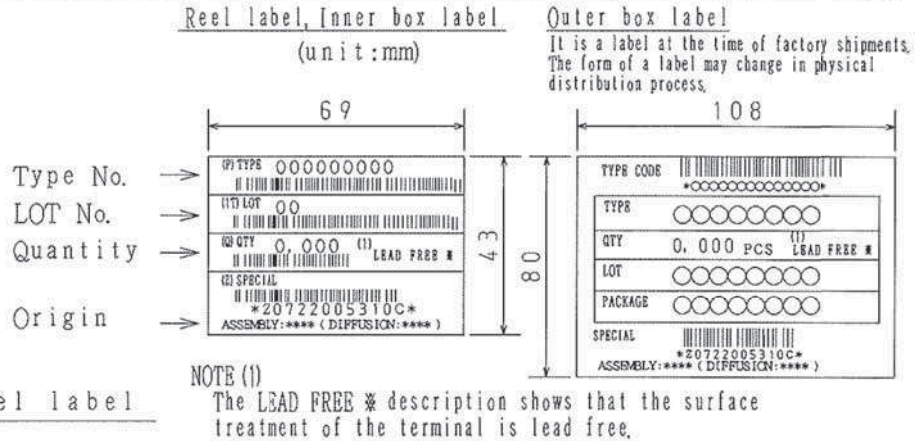 Reel label, Inner box label
(unit:mm)
Outer box label
It is a label at the time of factory shipments.
The form of a label may change in physical
distribution process.
69
108
Type No.
LOT No.
Quantity
Origin
(P) TYPE OOOOOOOOO
(1T) LOT OO
(Q) QTY 0,000 (1) LEAD FREE ※
(Z) SPECIAL
*Z0722005310C*
ASSEMBLY:**** (DIFFUSION:****)
43
80
TYPE CODE
*OOOOOOOOOOOOOO*
TYPE OOOOOOOO
QTY 0,000 PCS (1) LEAD FREE ※
LOT OOOOOOOO
PACKAGE OOOOOOOO
SPECIAL
*Z0722005310C*
ASSEMBLY:**** (DIFFUSION:****)
NOTE (1)
The LEAD FREE ※ description shows that the surface
treatment of the terminal is lead free.
el label